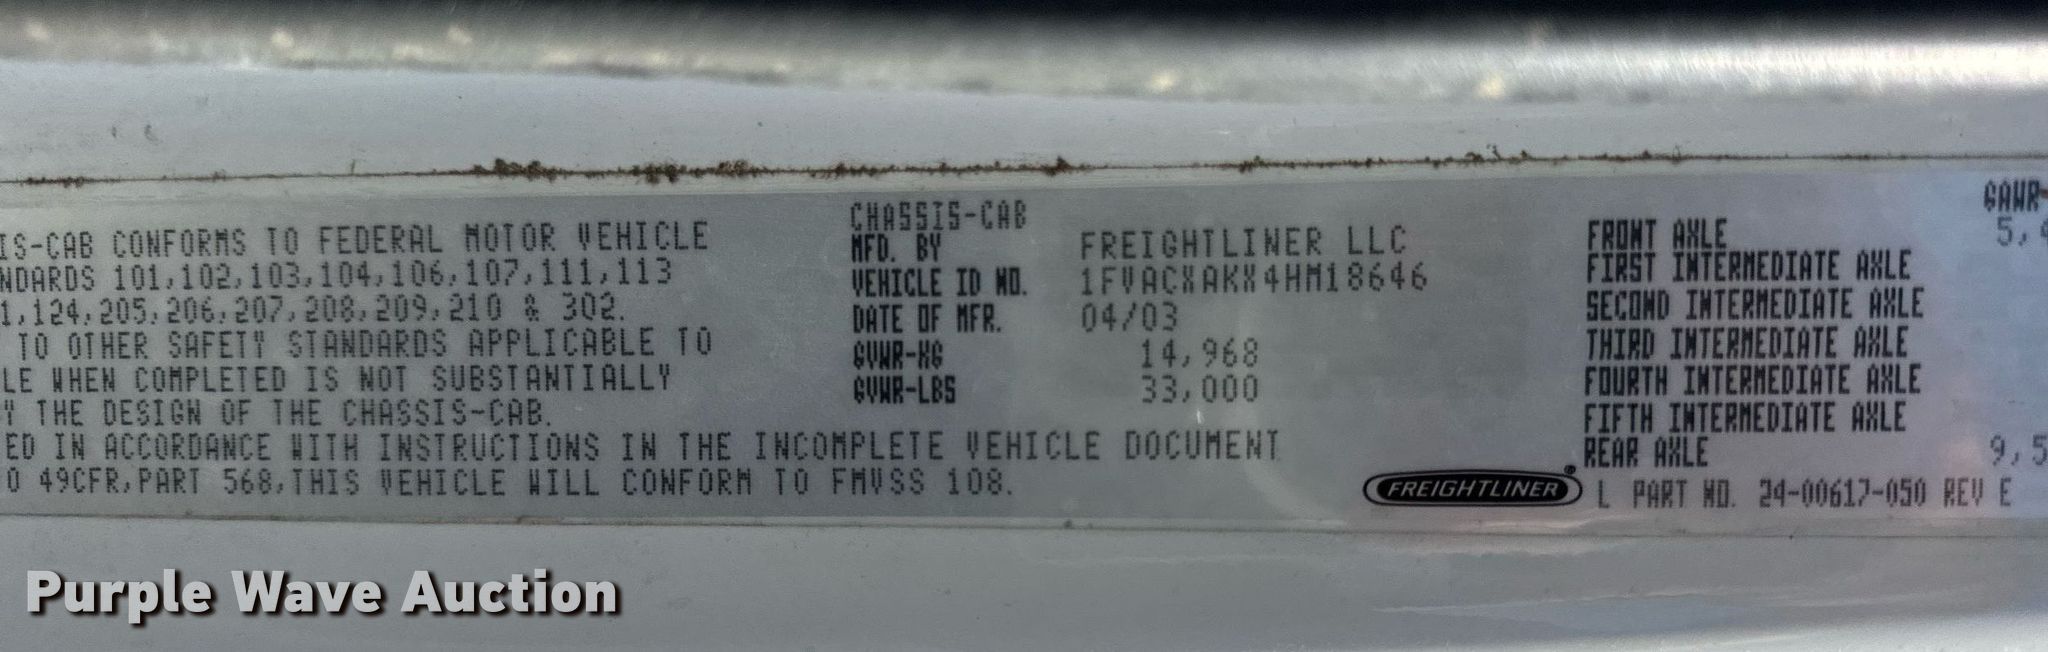 IS-CAB CONFORMS TO FEDERAL MOTOR VEHICLE
NDARDS 101,102,103,104,106,107,111,113
1,124,205,206,207,208,209,210 & 302.
TO OTHER SAFETY STANDARDS APPLICABLE TO
LE WHEN COMPLETED IS NOT SUBSTANTIALLY
Y THE DESIGN OF THE CHASSIS-CAB.
ED IN ACCORDANCE WITH INSTRUCTIONS IN THE INCOMPLETE VEHICLE DOCUMENT
O 49CFR,PART 568,THIS VEHICLE WILL CONFORM TO FMVSS 108.
CHASSIS-CAB
MFD. BY FREIGHTLINER LLC
VEHICLE ID NO. 1FVACXAKX4HM18646
DATE OF MFR. 04/03
GVWR-KG 14,968
GVWR-LBS 33,000
GAWR-
FRONT AXLE 5,4
FIRST INTERMEDIATE AXLE
SECOND INTERMEDIATE AXLE
THIRD INTERMEDIATE AXLE
FOURTH INTERMEDIATE AXLE
FIFTH INTERMEDIATE AXLE
REAR AXLE 9,5
FREIGHTLINER® L PART NO. 24-00617-050 REV E
Purple Wave Auction